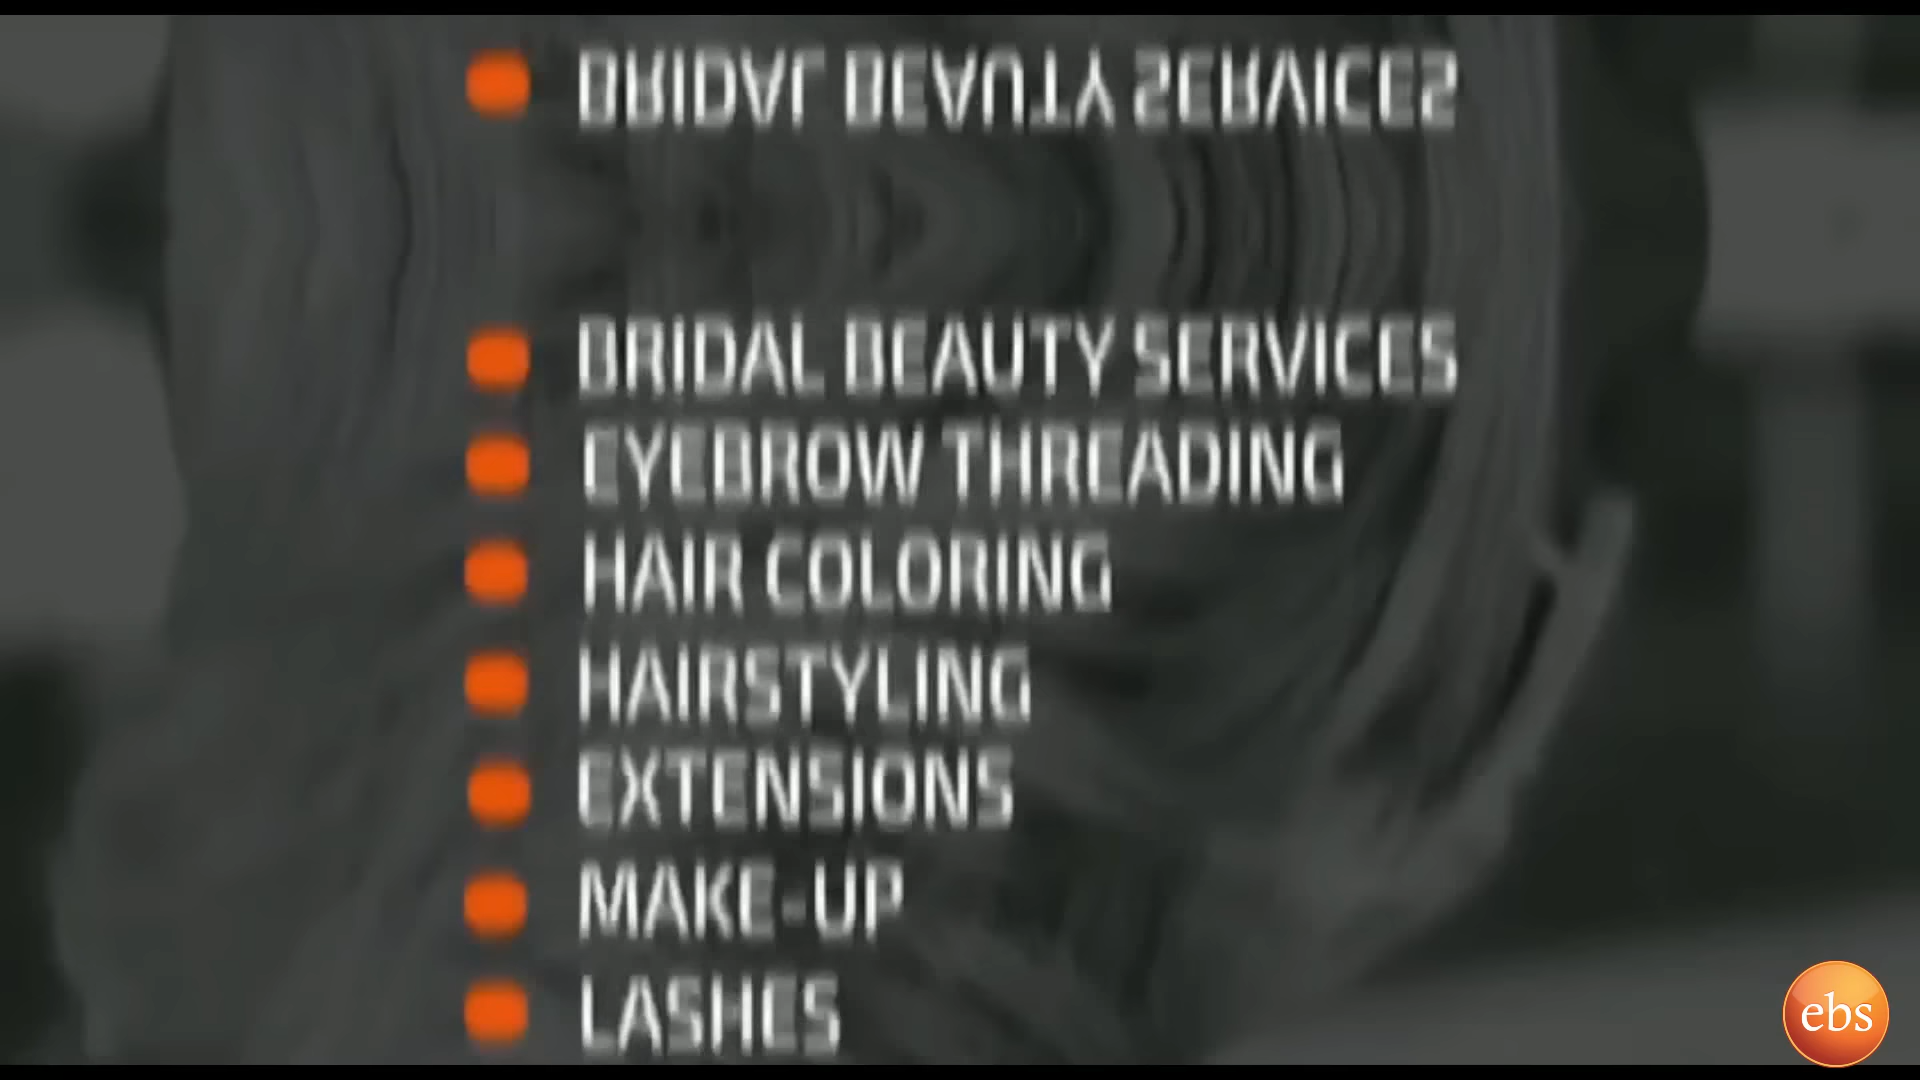 BRIDAL BEAUTY SERVICES
BRIDAL BEAUTY SERVICES
EYEBROW THREADING
HAIR COLORING
HAIRSTYLING
EXTENSIONS
MAKE-UP
LASHES
ebs